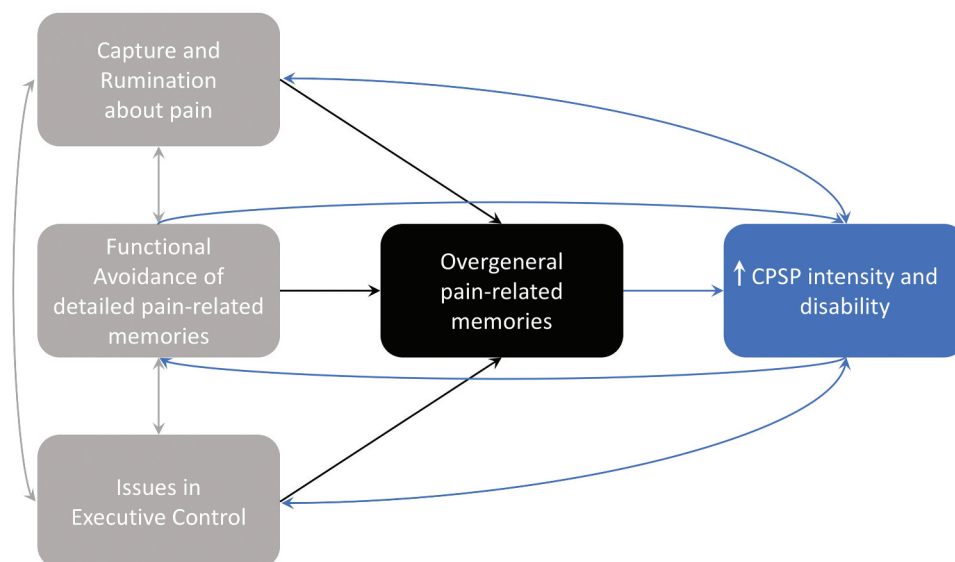 Capture and
Rumination
about pain
Functional
Avoidance of
detailed pain-related
memories
Overgeneral
pain-related
memories
↑ CPSP intensity and
disability
Issues in
Executive Control